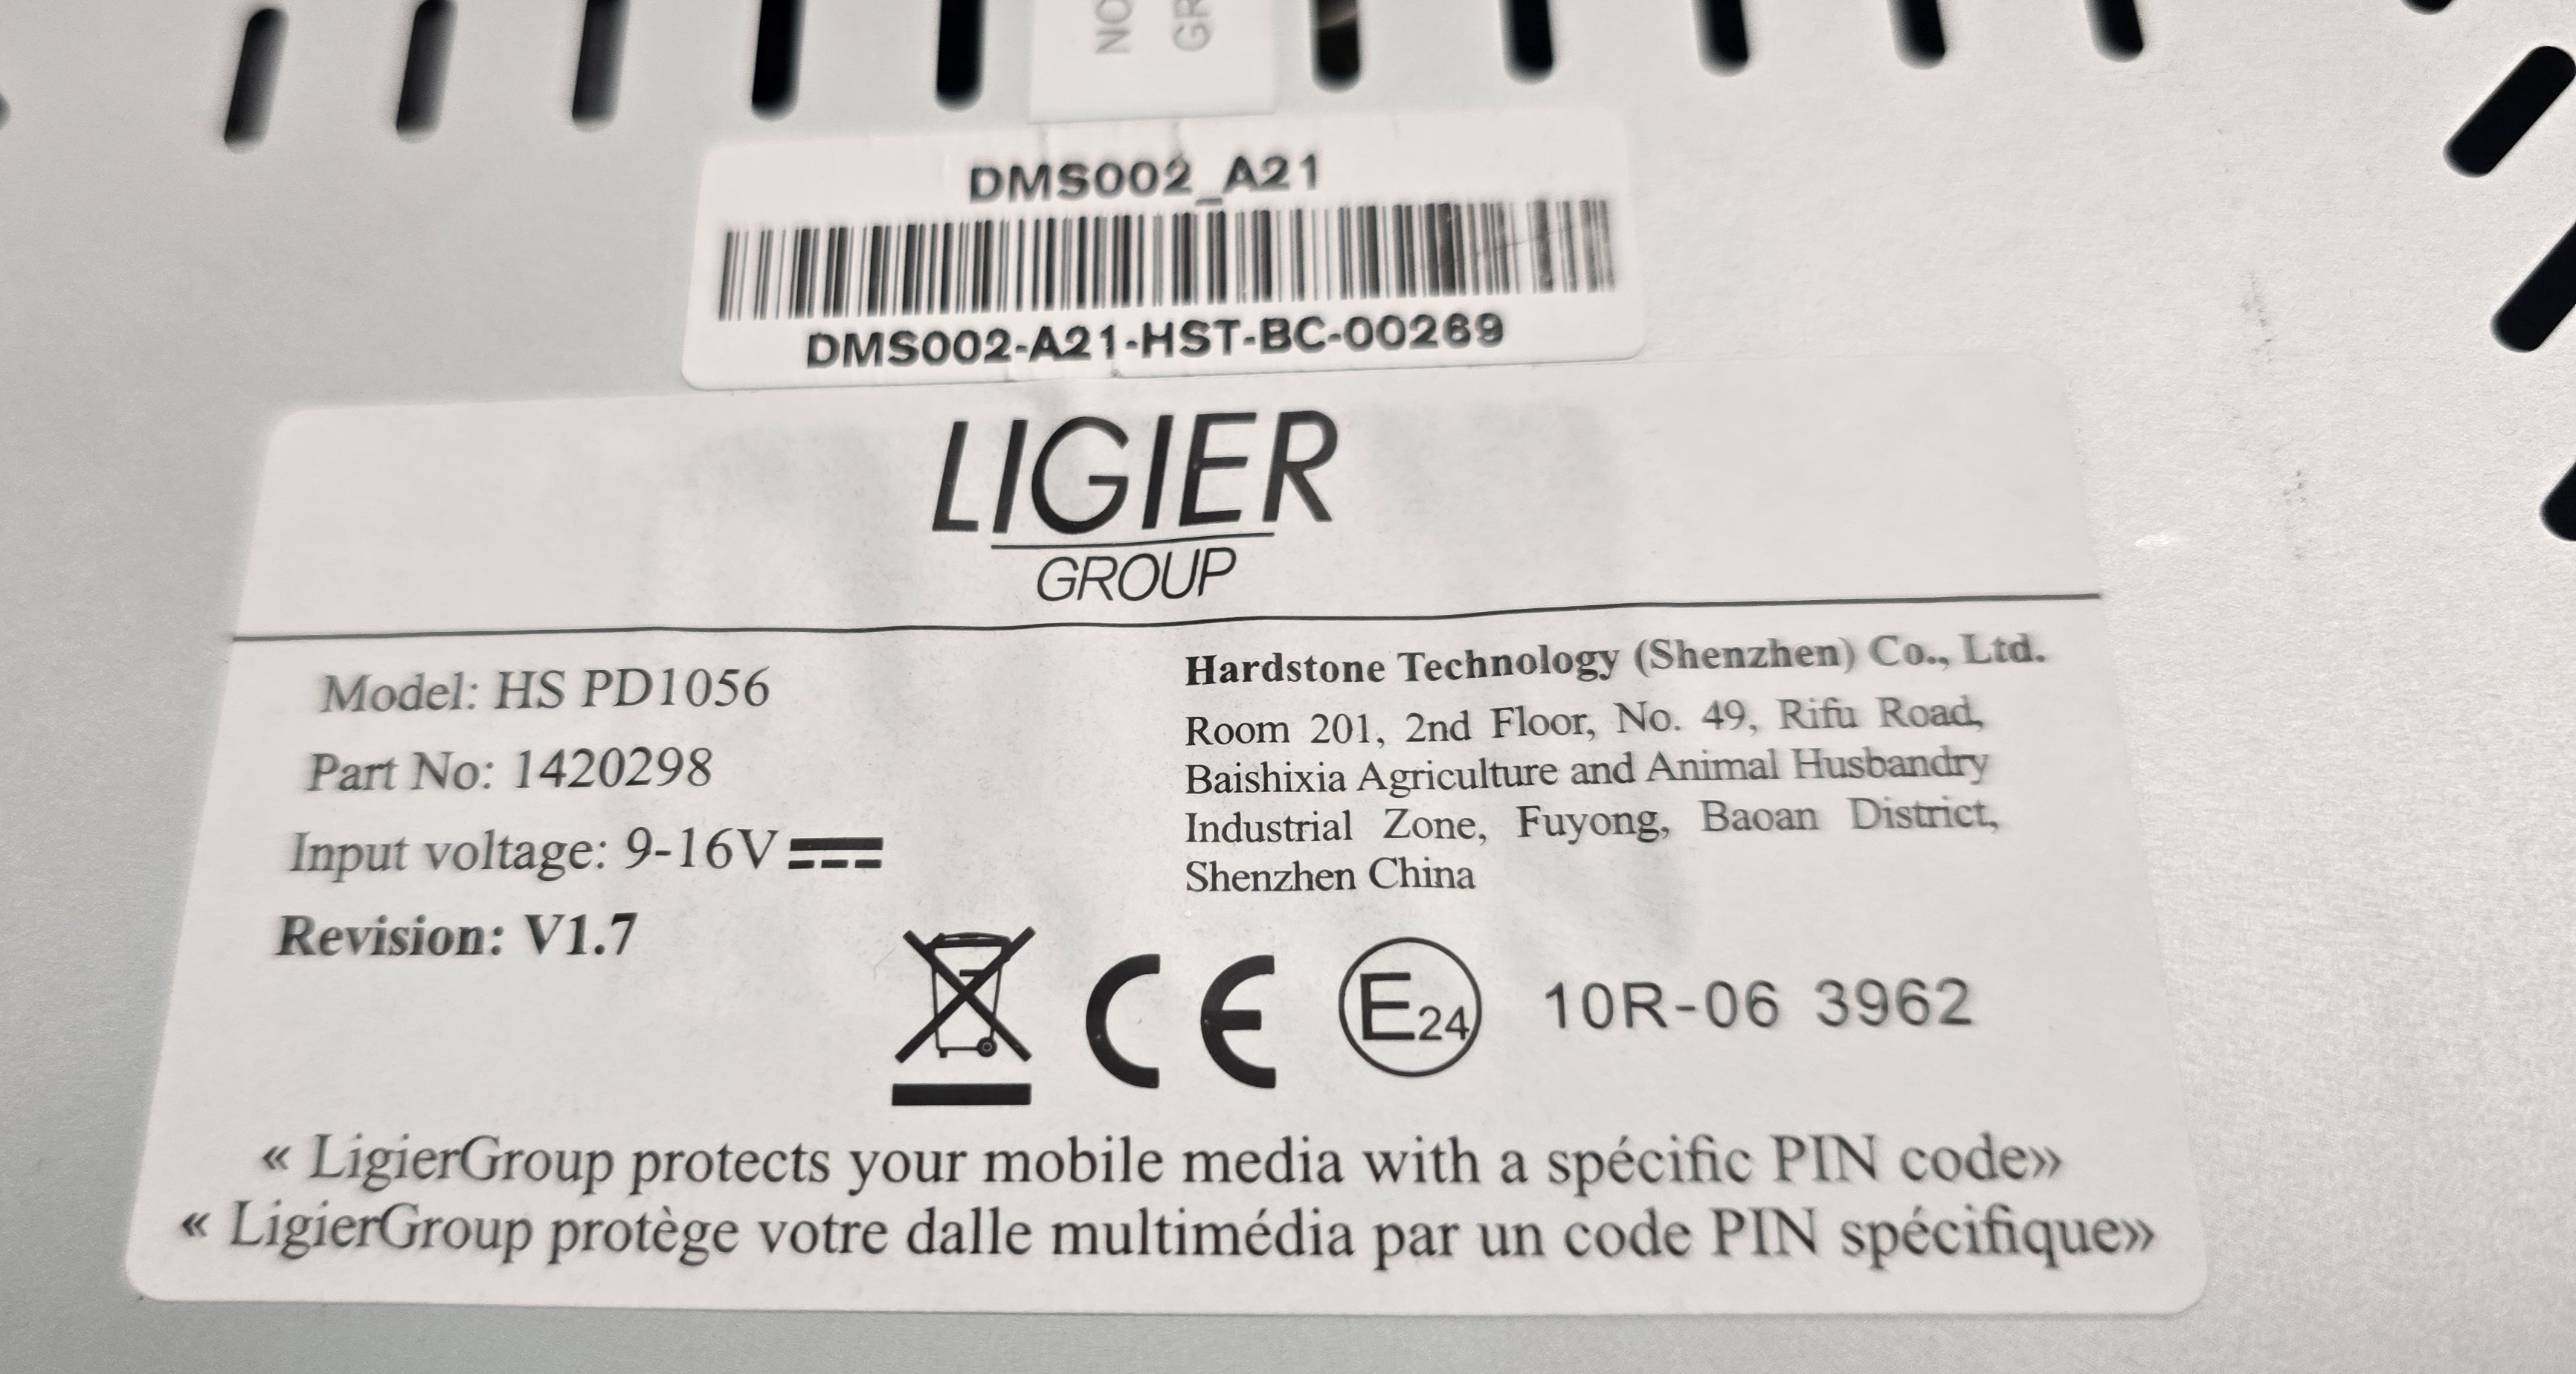 NO
GR
DMS002_A21
DMS002-A21-HST-BC-00269
LIGIER
GROUP
Model: HS PD1056
Part No: 1420298
Input voltage: 9-16V
Revision: V1.7
Hardstone Technology (Shenzhen) Co., Ltd.
Room 201, 2nd Floor, No. 49, Rifu Road,
Baishixia Agriculture and Animal Husbandry
Industrial Zone, Fuyong, Baoan District,
Shenzhen China
CE E24 10R-06 3962
« LigierGroup protects your mobile media with a spécific PIN code»
« LigierGroup protège votre dalle multimédia par un code PIN spécifique»